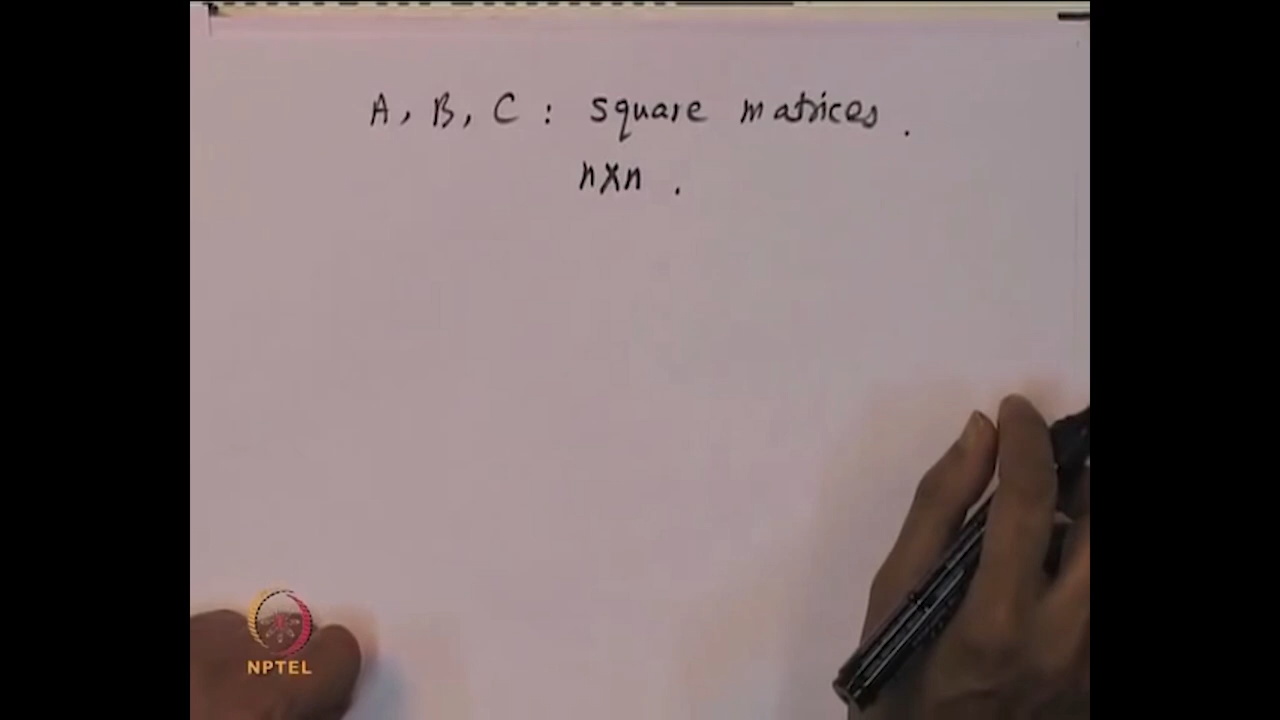 A, B, C : square matrices .
n×n .
NPTEL